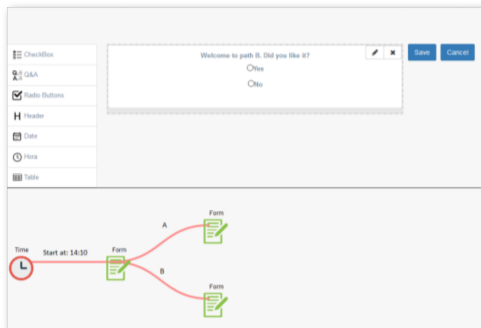 CheckBox
Q&A
Radio Buttons
Header
Date
Hora
Table
Welcome to path B. Did you like it?
Yes
No
Save
Cancel
Time
Start at: 14:10
Form
A
Form
B
Form